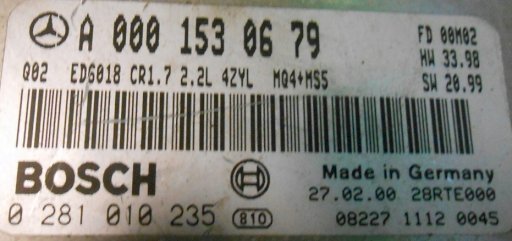 A 000 153 06 79
FD 00M02
HW 33.98
Q02 EDG018 CR1.7 2.2L 4ZYL MQ4+MS5
SW 20.99
BOSCH
Made in Germany
27.02.00 28RTE000
0 281 010 235 810
08227 1112 0045